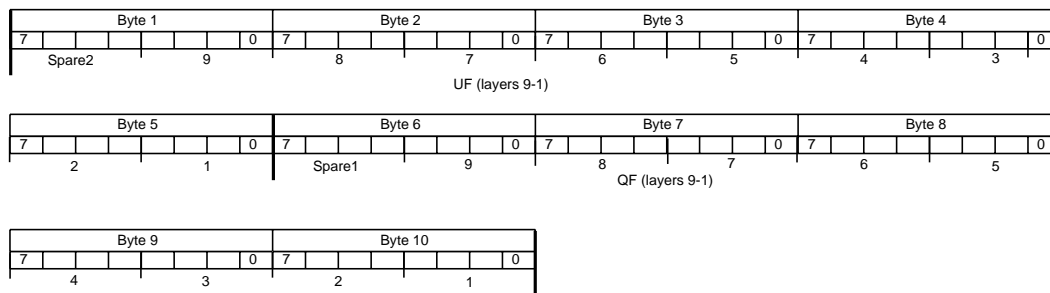 Byte 1 Byte 2 Byte 3 Byte 4
7 0 7 0 7 0 7 0
Spare2 9 8 7 6 5 4 3
UF (layers 9-1)
Byte 5 Byte 6 Byte 7 Byte 8
7 0 7 0 7 0 7 0
2 1 Spare1 9 8 7 6 5
QF (layers 9-1)
Byte 9 Byte 10
7 0 7 0
4 3 2 1